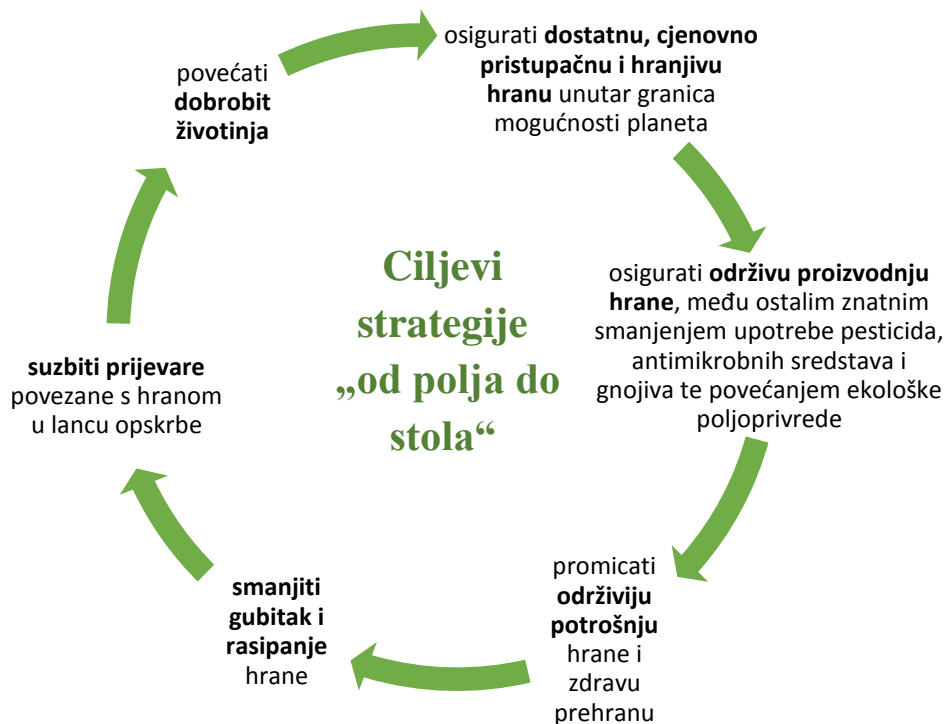 osigurati dostatnu, cjenovno
pristupačnu i hranjivu
hranu unutar granica
mogućnosti planeta
osigurati održivu proizvodnju
hrane, među ostalim znatnim
smanjenjem upotrebe pesticida,
antimikrobnih sredstava i
gnojiva te povećanjem ekološke
poljoprivrede
promicati
održiviju
potrošnju
hrane i
zdravu
prehranu
smanjiti
gubitak i
rasipanje
hrane
suzbiti prijevare
povezane s hranom
u lancu opskrbe
povećati
dobrobit
životinja
Ciljevi
strategije
„od polja do
stola“